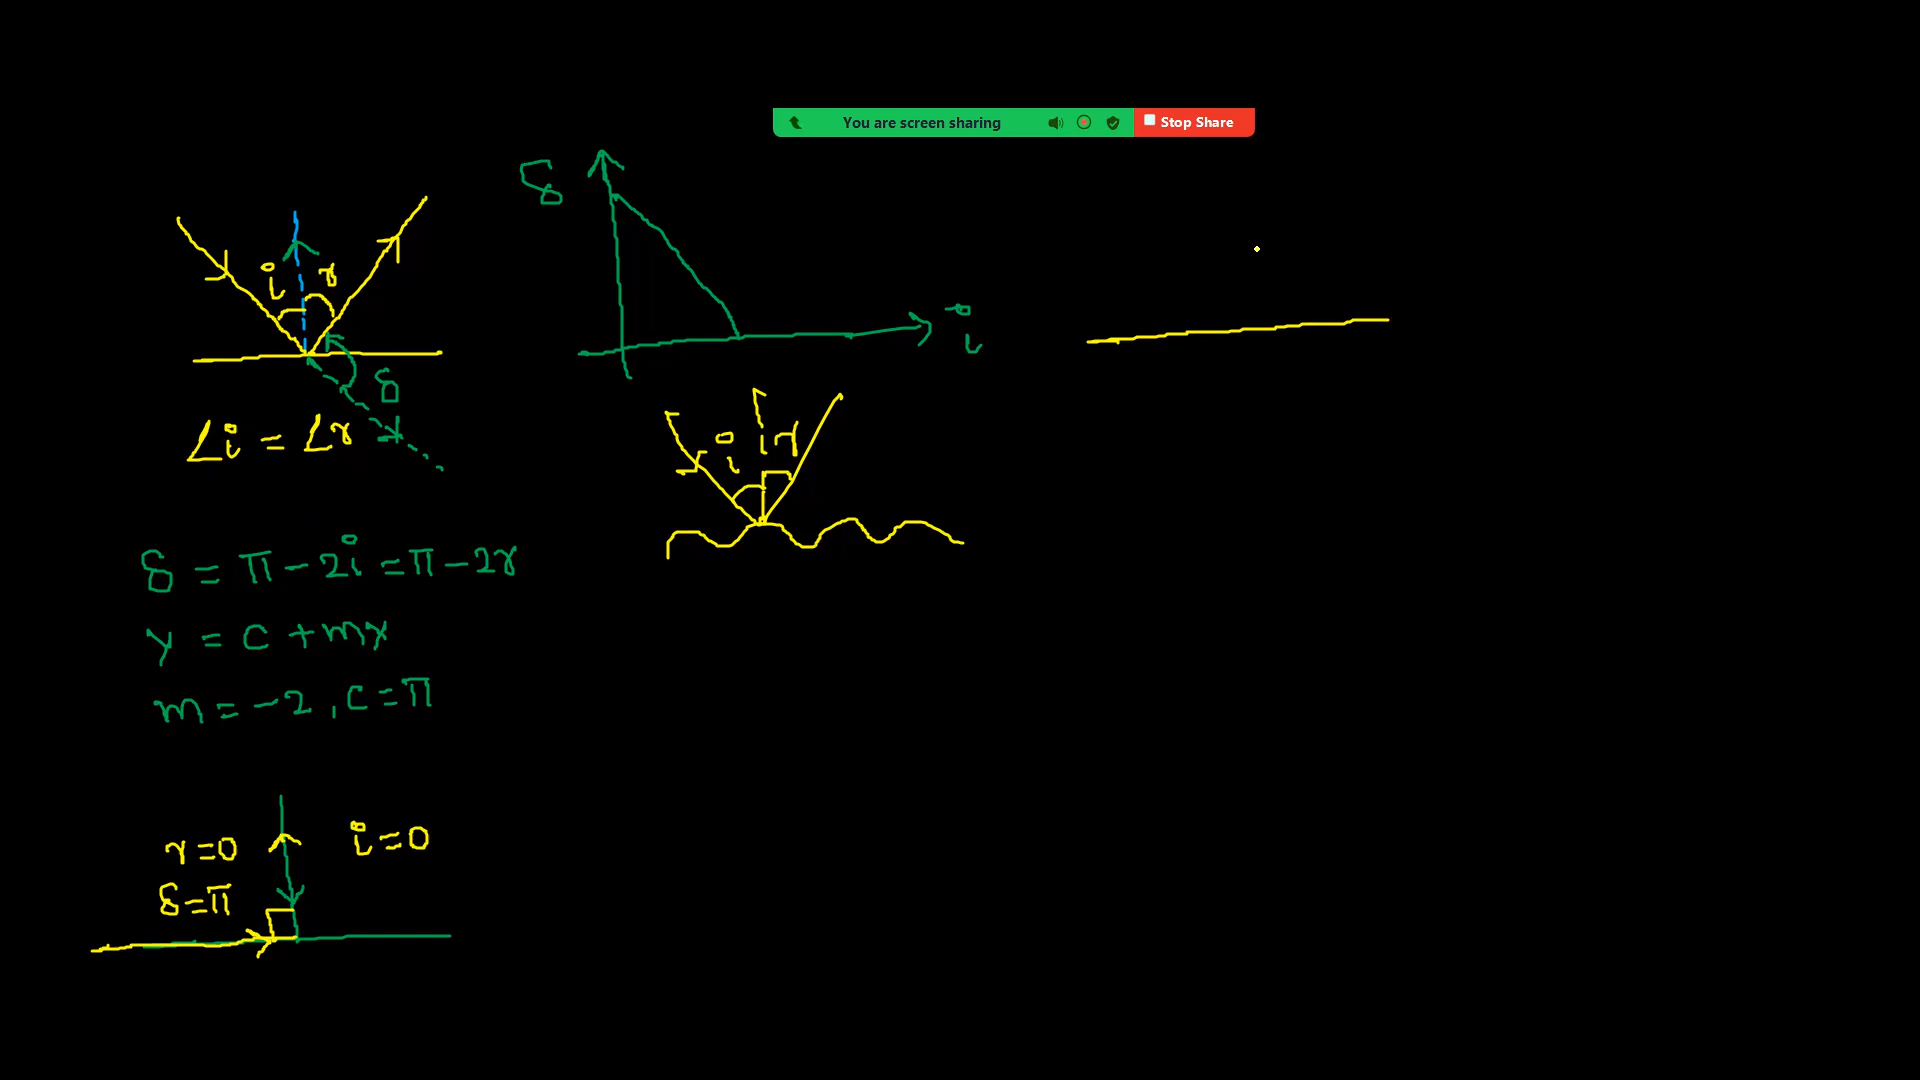 You are screen sharing Stop Share
δ
i r
i
δ
∠i = ∠r
i r
δ = π - 2i = π - 2r
y = c + mx
m = -2, c = π
r = 0 i = 0
δ = π